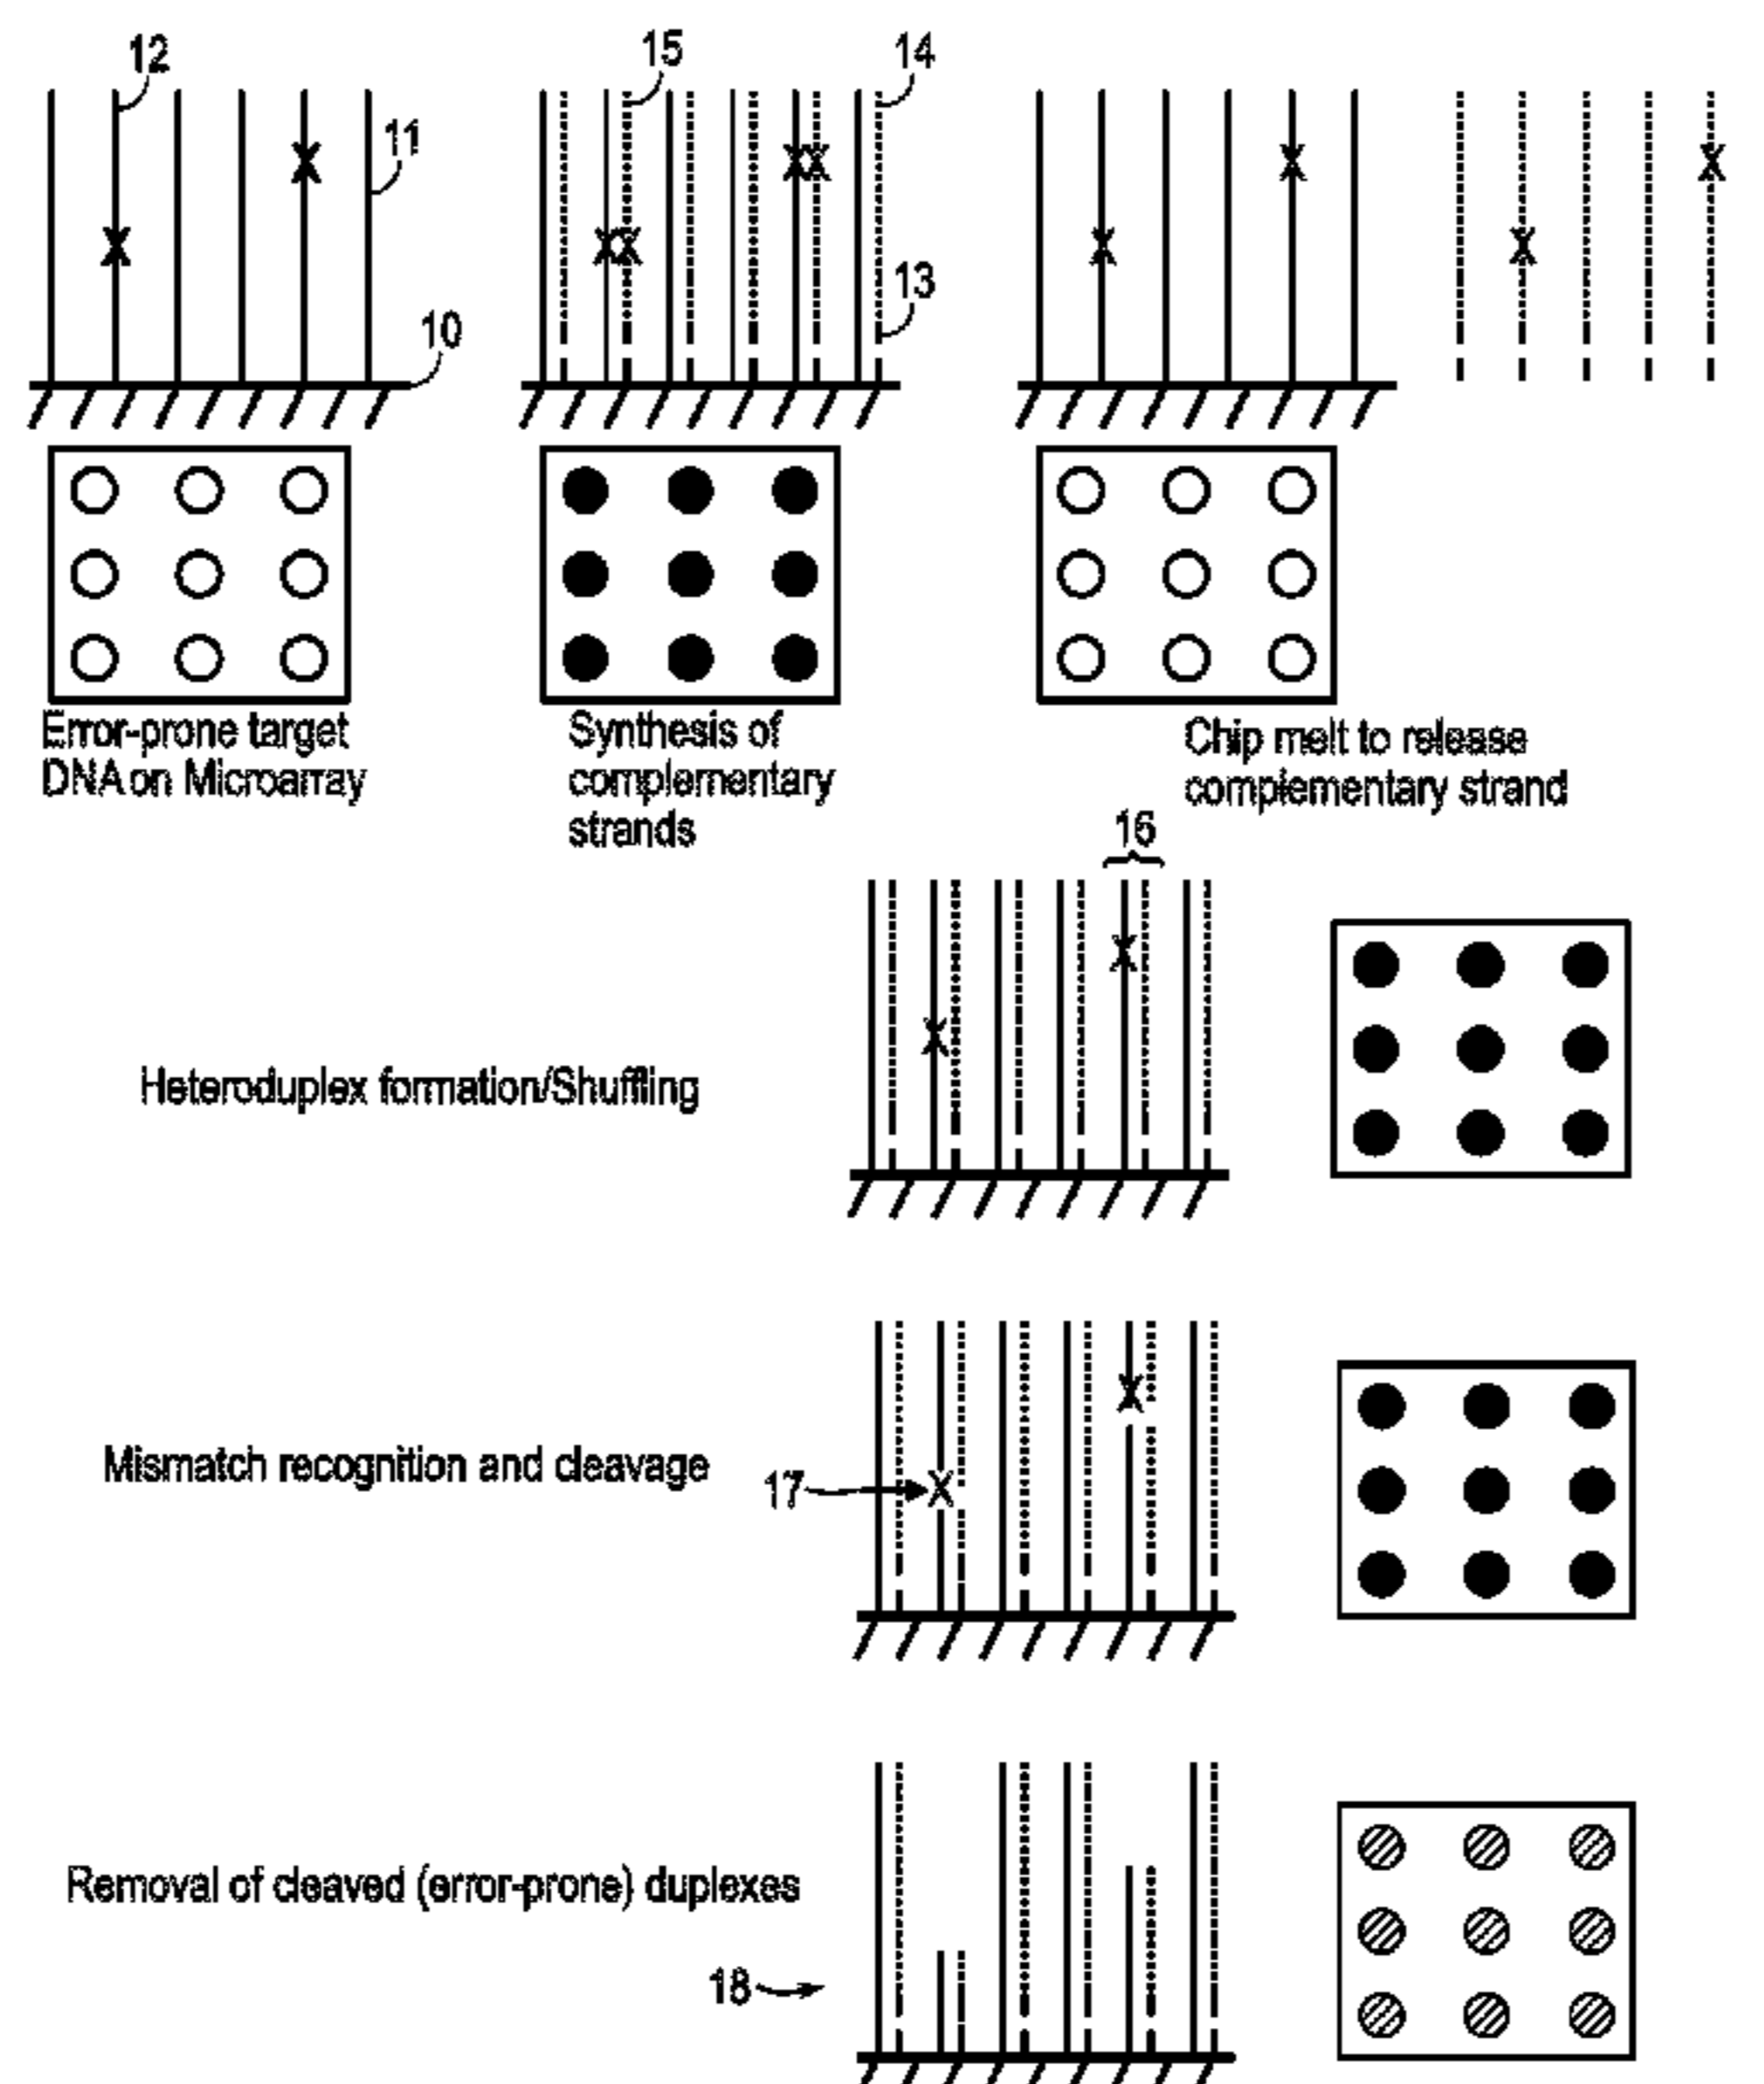 12
15
14
11
13
10
Error-prone target
DNA on Microarray
Synthesis of
complementary
strands
Chip melt to release
complementary strand
16
Heteroduplex formation/Shuffling
Mismatch recognition and cleavage
17
Removal of cleaved (error-prone) duplexes
18